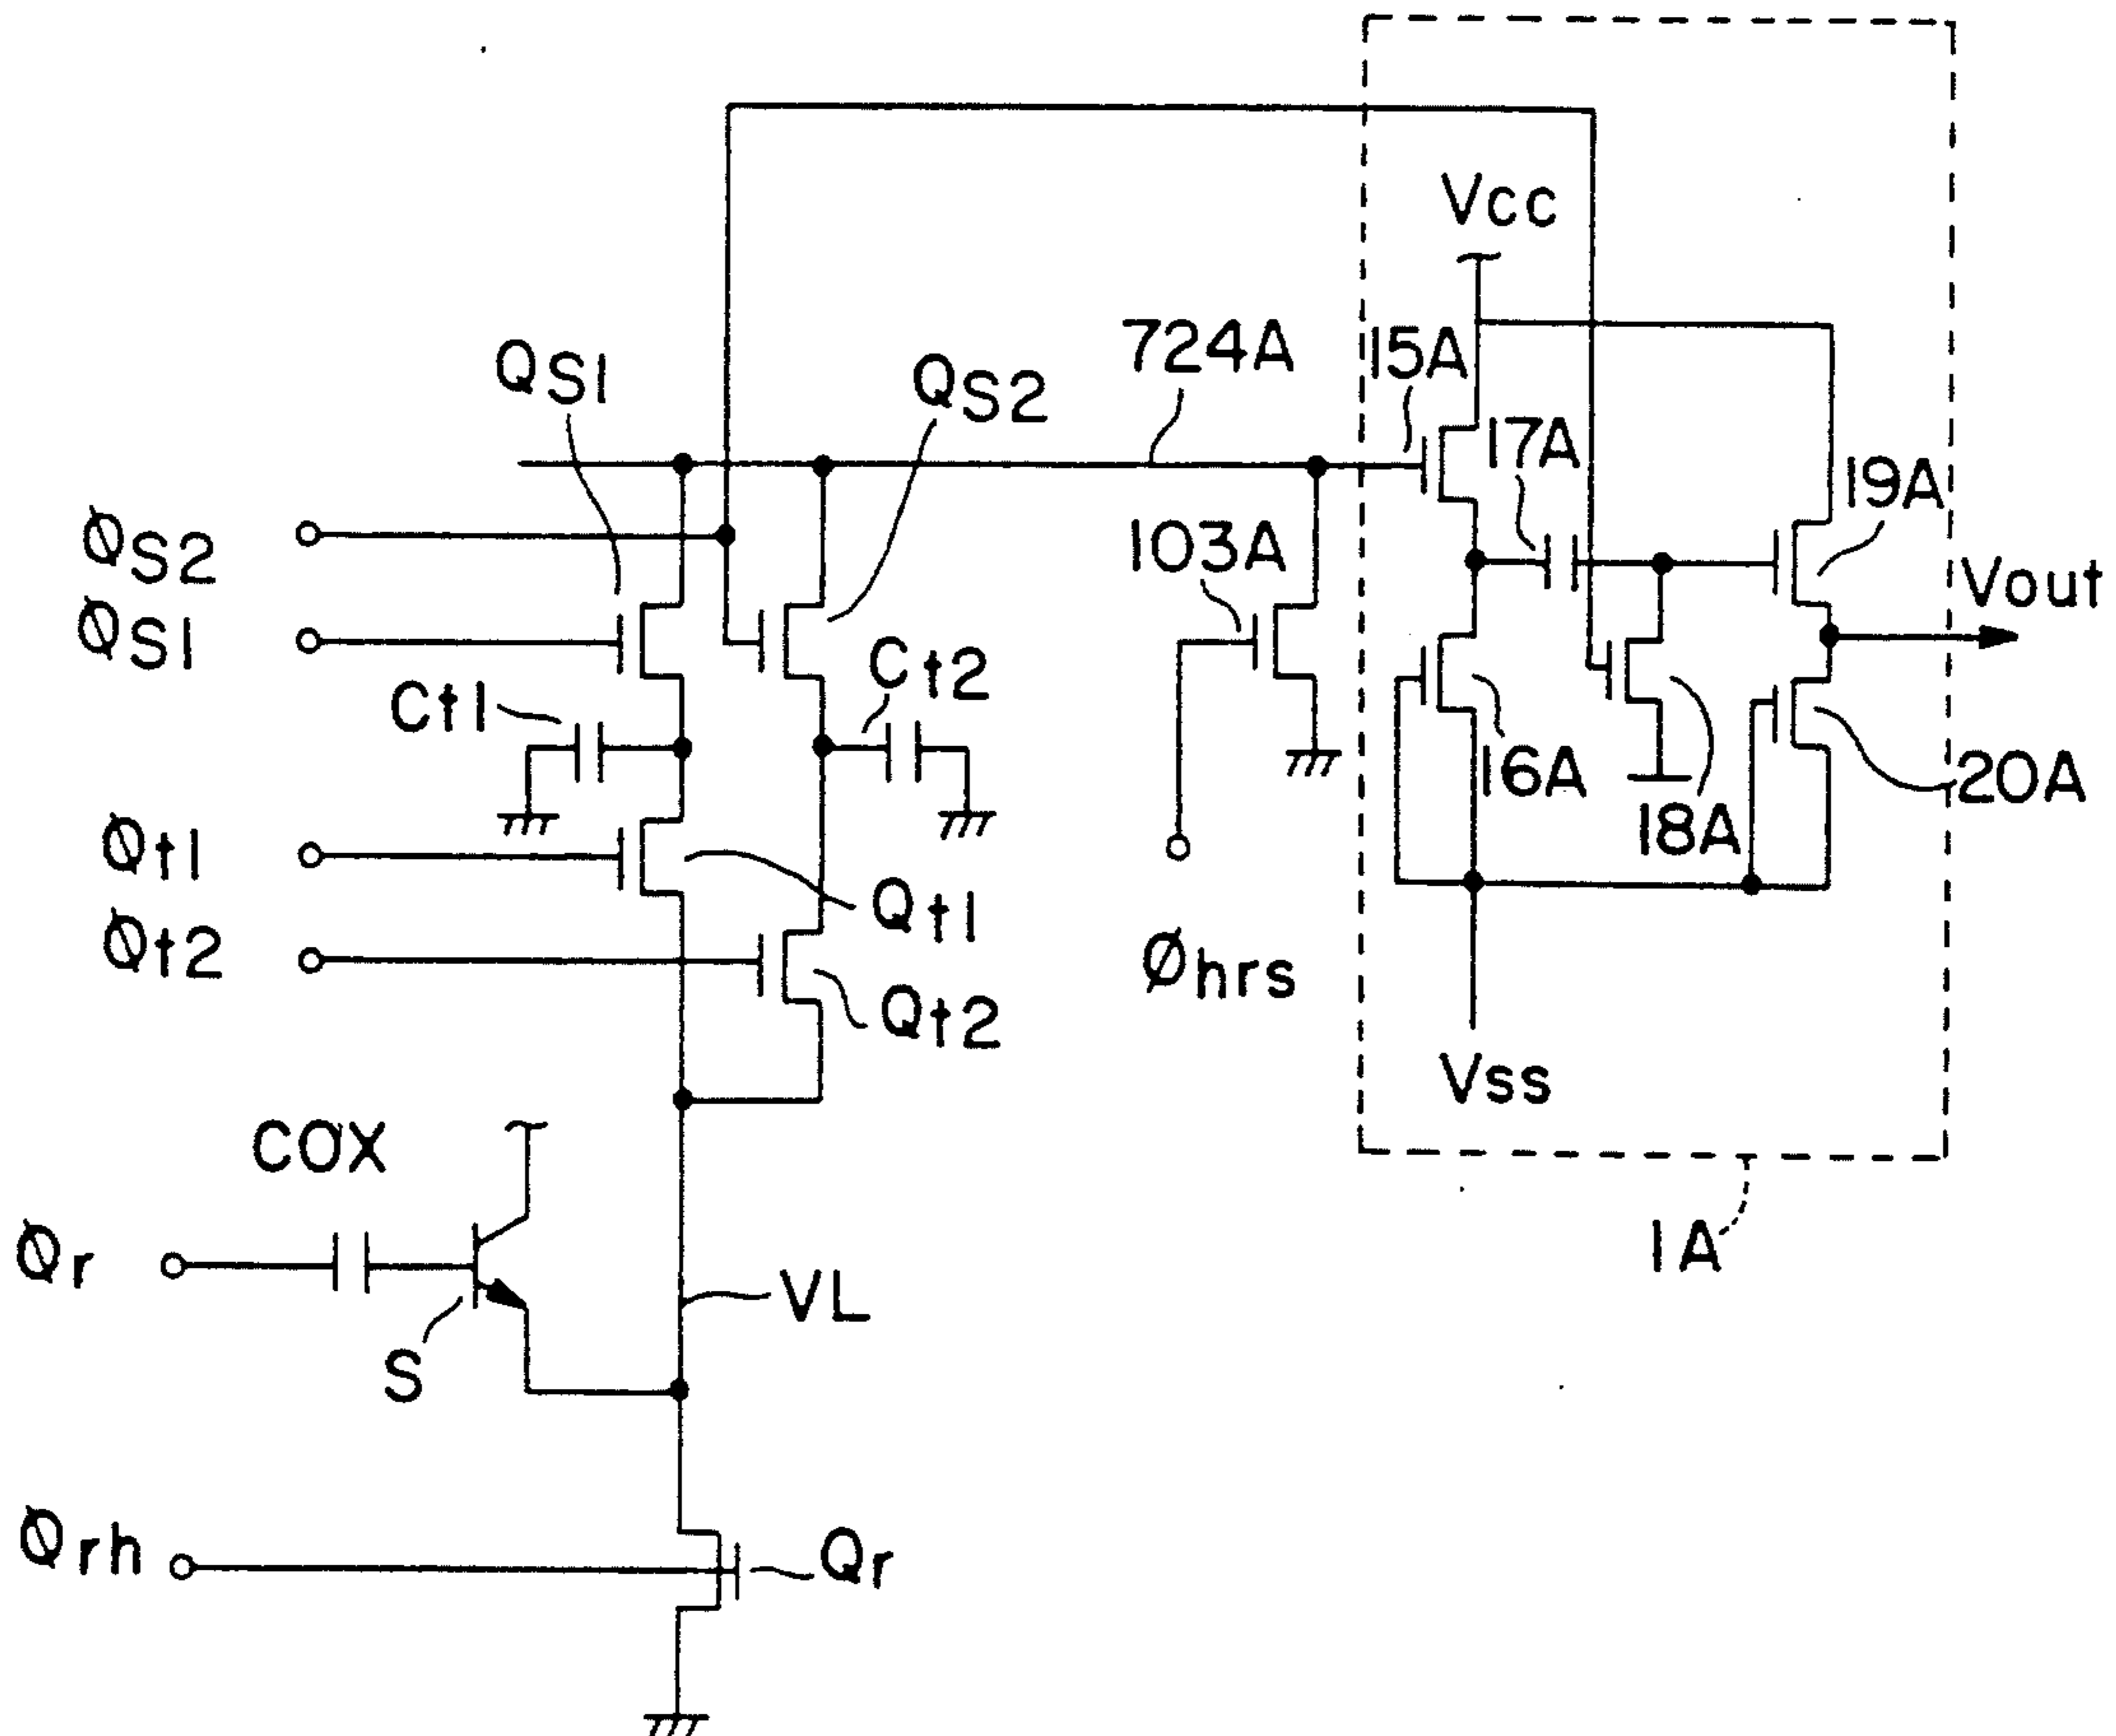 Vcc
QS1
QS2
724A
15A
17A
19A
ØS2
103A
Vout
ØS1
Ct1
Ct2
16A
18A
20A
Øt1
Qt1
Øt2
Qt2
Øhrs
Vss
COX
1A
Ør
S
VL
Ørh
Qr